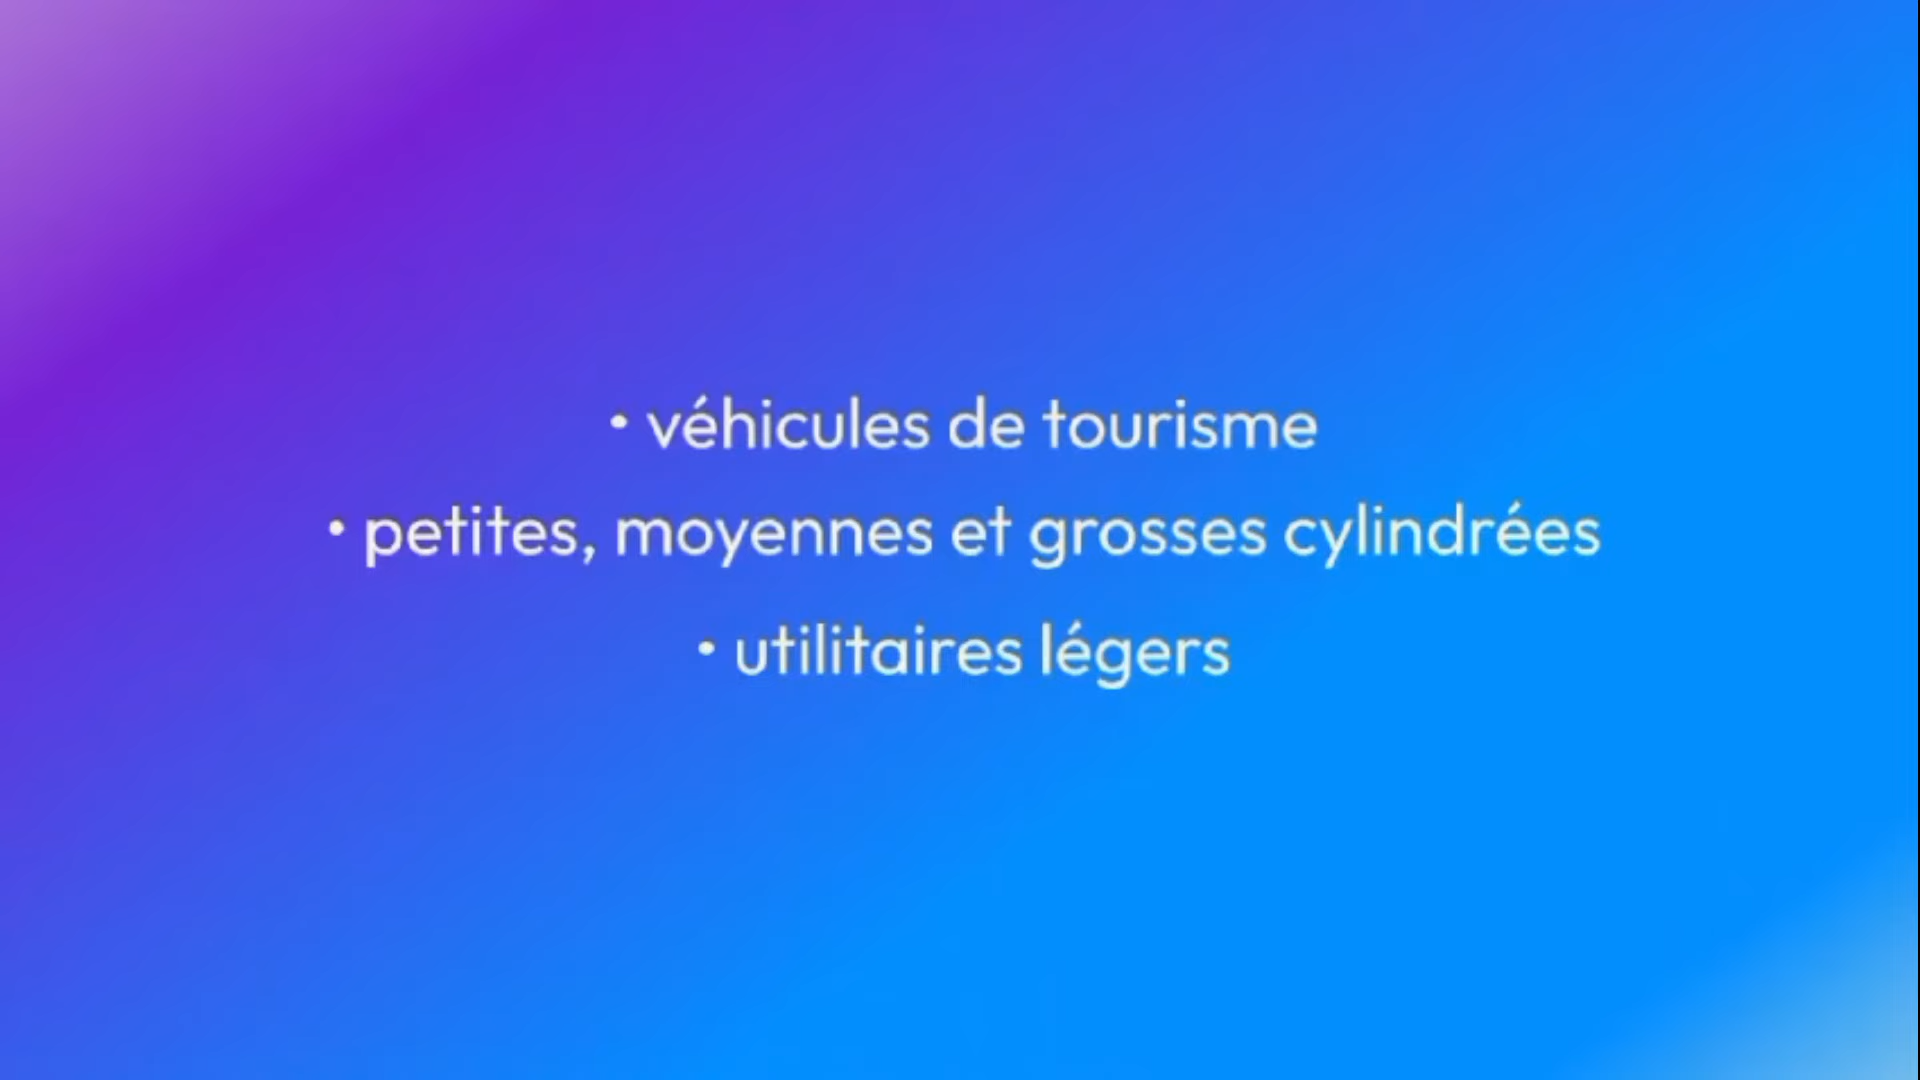 • véhicules de tourisme
• petites, moyennes et grosses cylindrées
• utilitaires légers